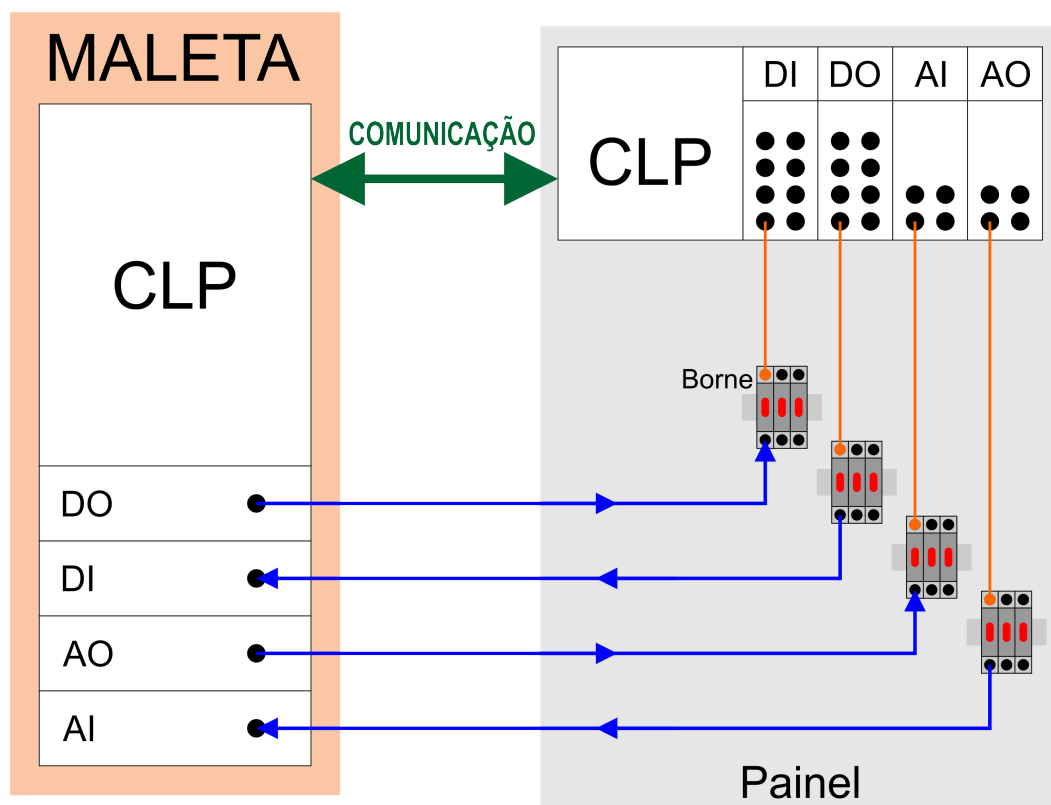 MALETA
CLP
DO
DI
AO
AI
COMUNICAÇÃO
CLP
DI
DO
AI
AO
Borne
Painel